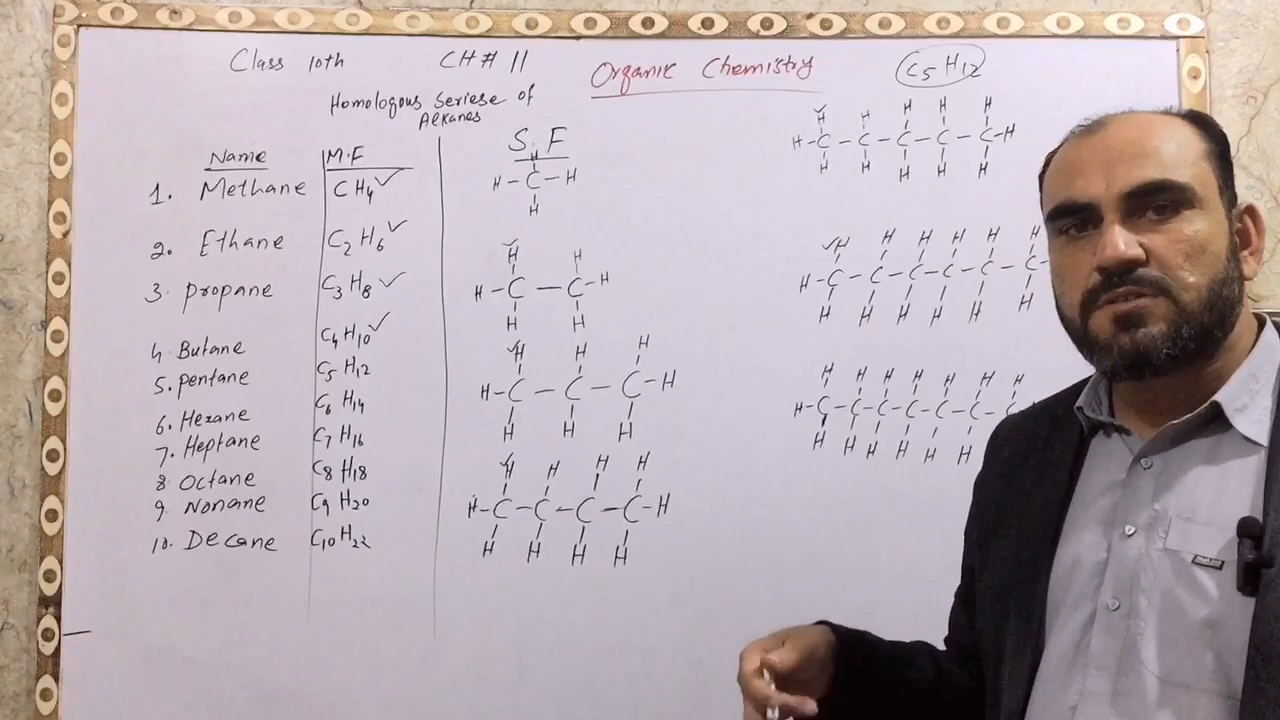 Class 10th CH# 11 Organic Chemistry C5H12
Homologous Seriese of
Alkanes
Name M.F S.F
1. Methane CH4
2. Ethane C2H6
3. Propane C3H8
4. Butane C4H10
5. Pentane C5H12
6. Hexane C6H14
7. Heptane C7H16
8 Octane C8H18
9. Nonane C9H20
10. Decane C10H22
H
H-C-H
H
H H
H-C-C-H
H H
H H H
H-C-C-C-H
H H H
H H H H
H-C-C-C-C-H
H H H H
H H H H H
H-C-C-C-C-C-H
H H H H H
H H H H H H
H-C-C-C-C-C-C-
H H H H H H
H H H H H H H
H-C-C-C-C-C-C-C
H H H H H H